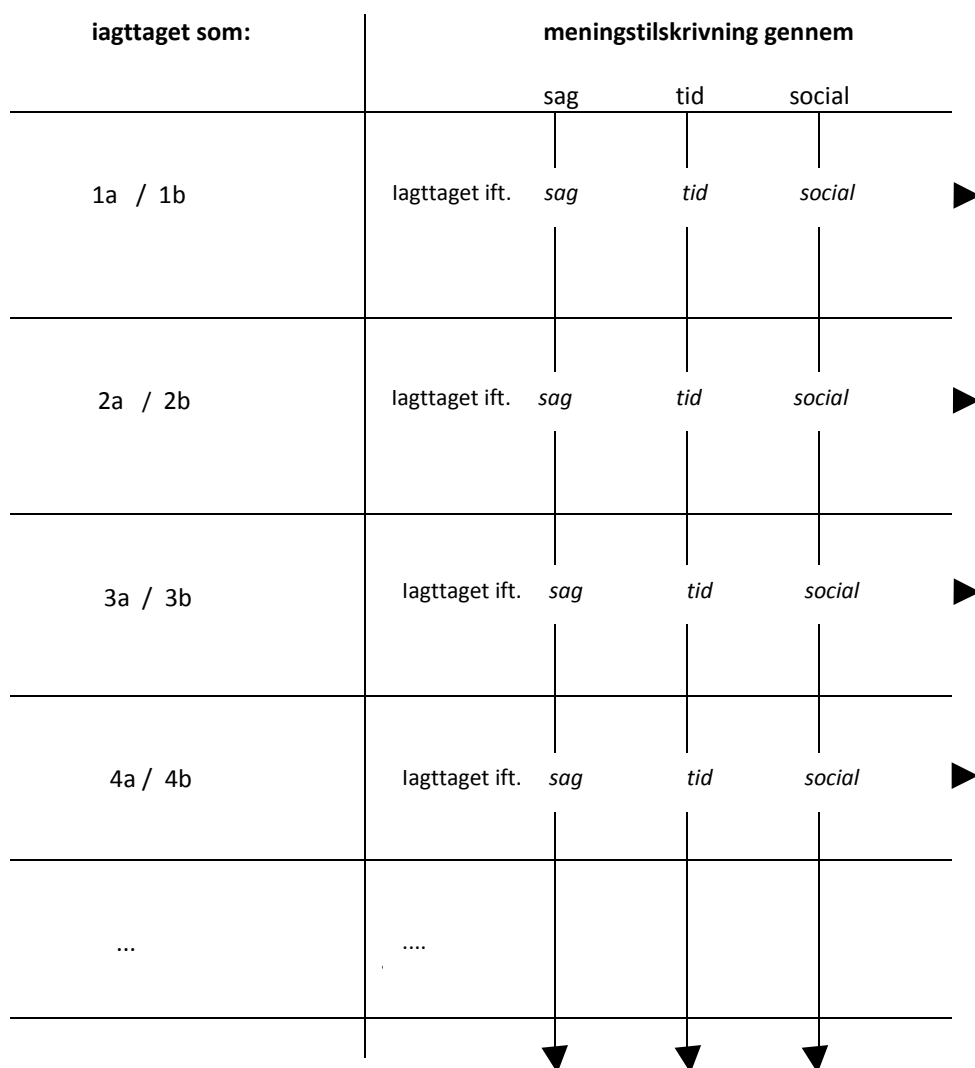 iagttaget som: meningstilskrivning gennem
sag tid social
1a / 1b Iagttaget ift. sag tid social
2a / 2b Iagttaget ift. sag tid social
3a / 3b Iagttaget ift. sag tid social
4a / 4b Iagttaget ift. sag tid social
... ....